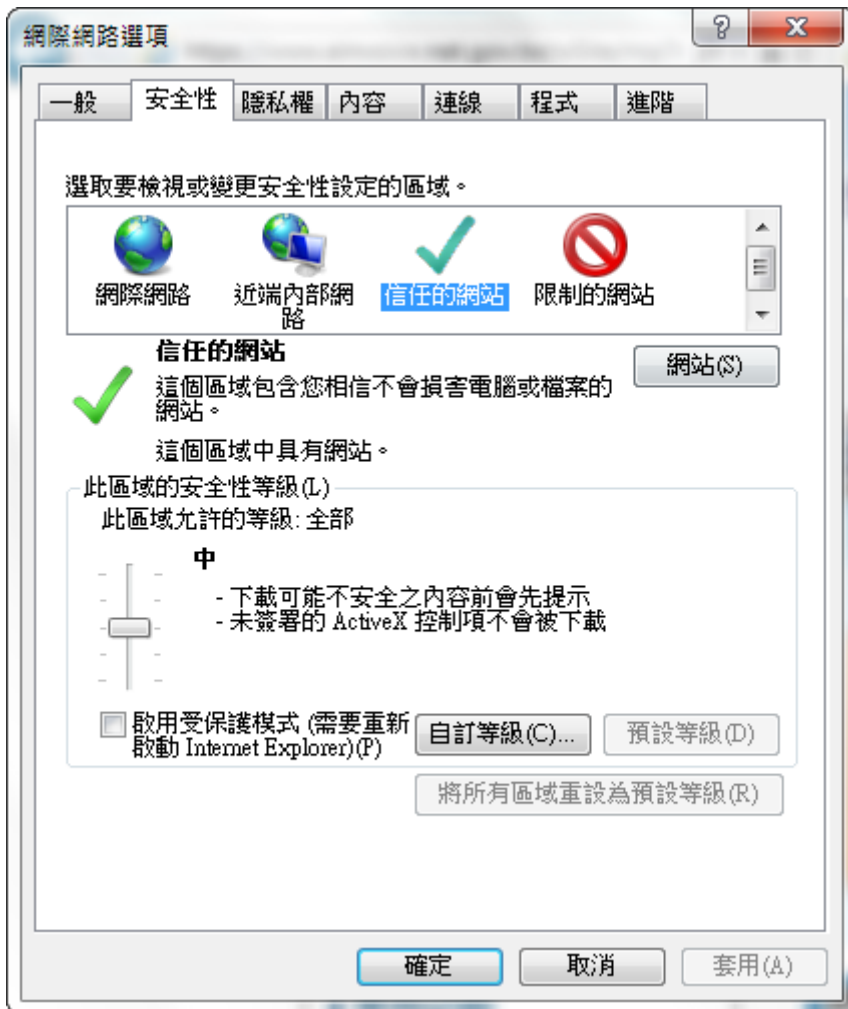 網際網路選項
一般 安全性 隱私權 內容 連線 程式 進階
選取要檢視或變更安全性設定的區域。
網際網路 近端內部網路 信任的網站 限制的網站
信任的網站
網站(S)
這個區域包含您相信不會損害電腦或檔案的
網站。
這個區域中具有網站。
此區域的安全性等級(L)
此區域允許的等級: 全部
中
- 下載可能不安全之內容前會先提示
- 未簽署的 ActiveX 控制項不會被下載
啟用受保護模式 (需要重新
啟動 Internet Explorer)(P)
自訂等級(C)...
預設等級(D)
將所有區域重設為預設等級(R)
確定 取消 套用(A)